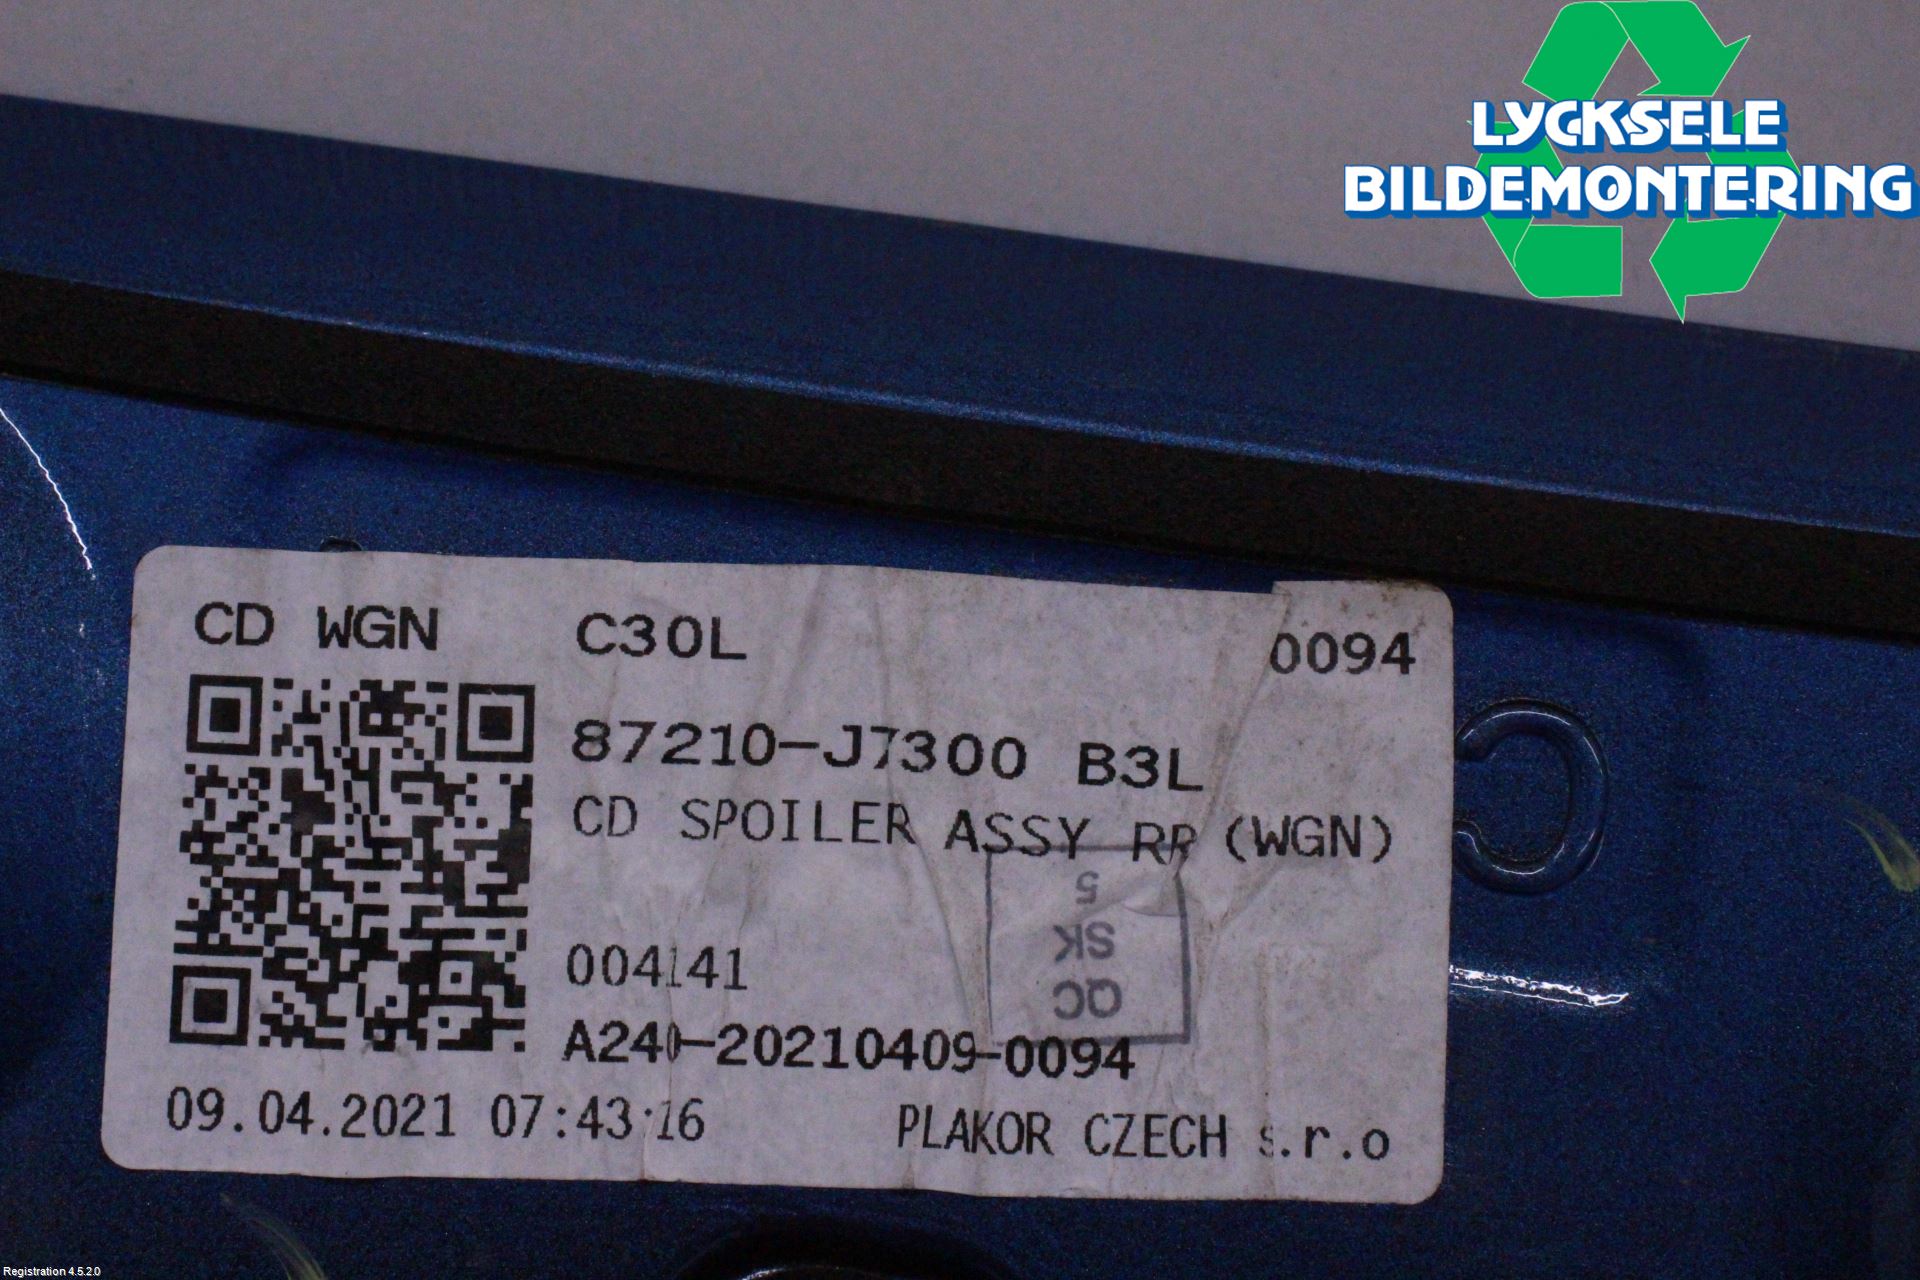 LYCKSELE
BILDEMONTERING
CD WGN C30L 0094
87210-J7300 B3L
CD SPOILER ASSY RR (WGN)
5
SK
QC
004141
A240-20210409-0094
09.04.2021 07:43:16 PLAKOR CZECH s.r.o
Registration 4.5.2.0